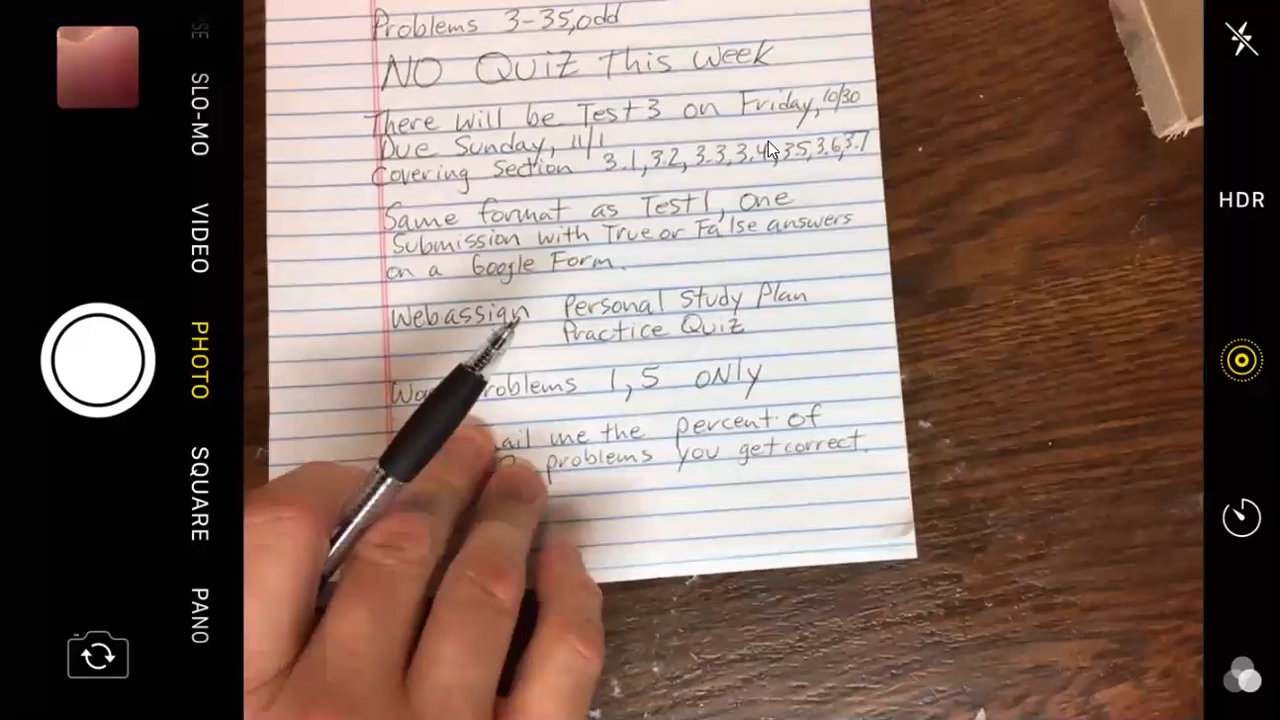 Problems 3-35, odd
NO QUIZ This Week
There will be Test 3 on Friday, 10/30
Due Sunday, 11/1
Covering Section 3.1, 3.2, 3.3, 3.4, 3.5, 3.6, 3.7
Same format as Test 1, One
Submission with True or False answers
on a Google Form.
Webassign Personal Study Plan
Practice Quiz
Problems 1, 5 ONLY
me the percent of
problems you get correct.
SLO-MO
VIDEO
PHOTO
SQUARE
PANO
HDR